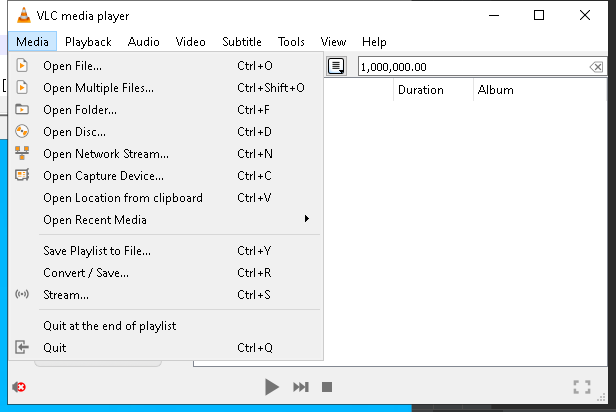 VLC media player
Media Playback Audio Video Subtitle Tools View Help
Open File... Ctrl+O
1,000,000.00
Open Multiple Files... Ctrl+Shift+O
Duration Album
Open Folder... Ctrl+F
Open Disc... Ctrl+D
Open Network Stream... Ctrl+N
Open Capture Device... Ctrl+C
Open Location from clipboard Ctrl+V
Open Recent Media
Save Playlist to File... Ctrl+Y
Convert / Save... Ctrl+R
Stream... Ctrl+S
Quit at the end of playlist
Quit Ctrl+Q